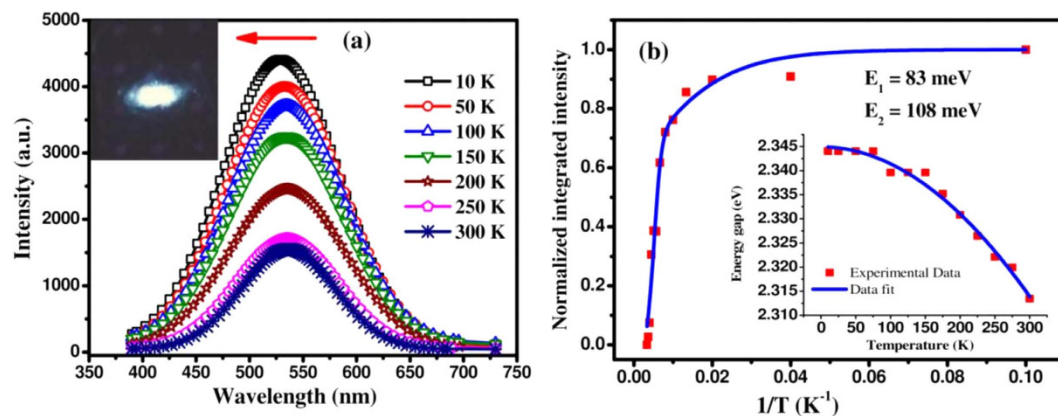 (a)
10 K
50 K
100 K
150 K
200 K
250 K
300 K
Intensity (a.u.)
5000
4000
3000
2000
1000
0
350 400 450 500 550 600 650 700 750
Wavelength (nm)
(b)
E1 = 83 meV
E2 = 108 meV
Normalized integrated intensity
1.0
0.8
0.6
0.4
0.2
0.0
0.00 0.02 0.04 0.06 0.08 0.10
1/T (K-1)
Energy gap (eV)
2.345
2.340
2.335
2.330
2.325
2.320
2.315
2.310
Experimental Data
Data fit
0 50 100 150 200 250 300
Temperature (K)